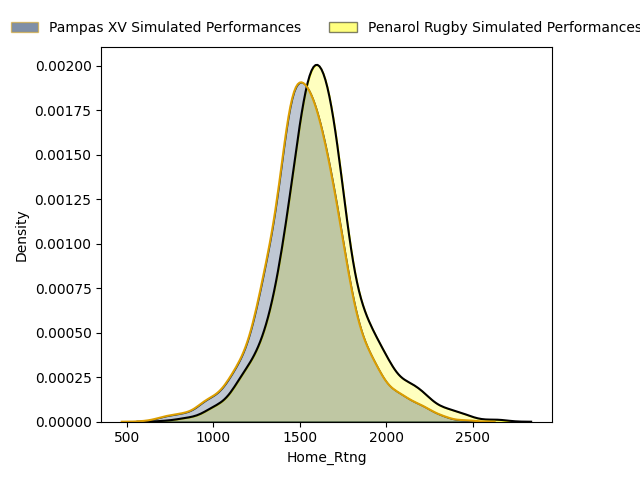 Pampas XV Simulated Performances Penarol Rugby Simulated Performances
0.00200
0.00175
0.00150
0.00125
0.00100
0.00075
0.00050
0.00025
0.00000
Density
500 1000 1500 2000 2500
Home_Rtng